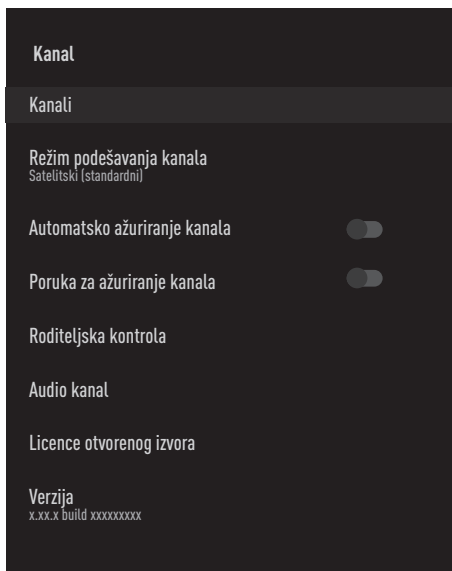 Kanal
Kanali
Režim podešavanja kanala
Satelitski (standardni)
Automatsko ažuriranje kanala
Poruka za ažuriranje kanala
Roditeljska kontrola
Audio kanal
Licence otvorenog izvora
Verzija
x.xx.x build xxxxxxxxx